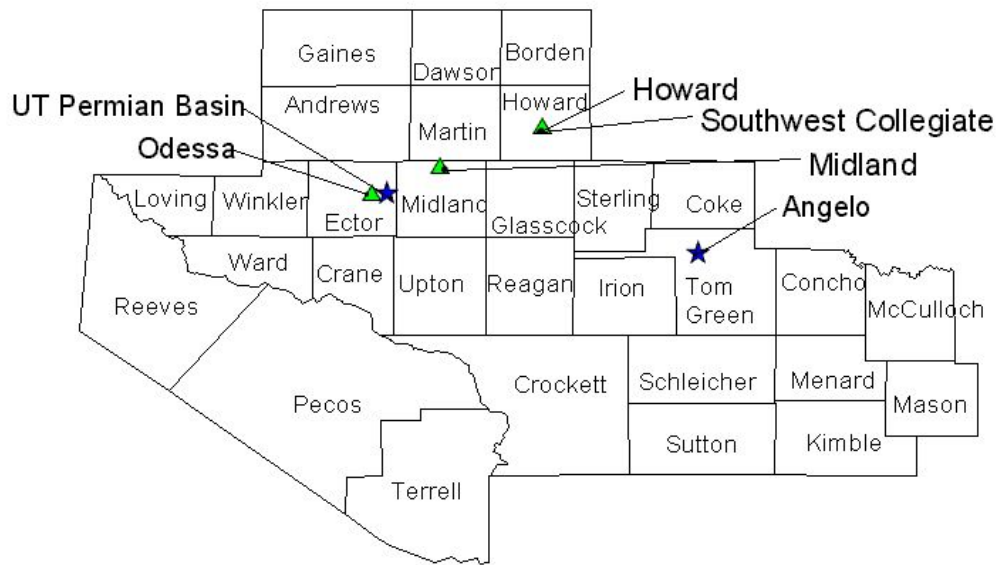 Gaines
Dawson
Borden
UT Permian Basin
Andrews
Howard
Howard
Southwest Collegiate
Martin
Odessa
Midland
Loving
Winkler
Ector
Midland
Glasscock
Sterling
Coke
Angelo
Ward
Crane
Upton
Reagan
Irion
Tom
Green
Concho
Reeves
McCulloch
Pecos
Crockett
Schleicher
Menard
Mason
Sutton
Kimble
Terrell